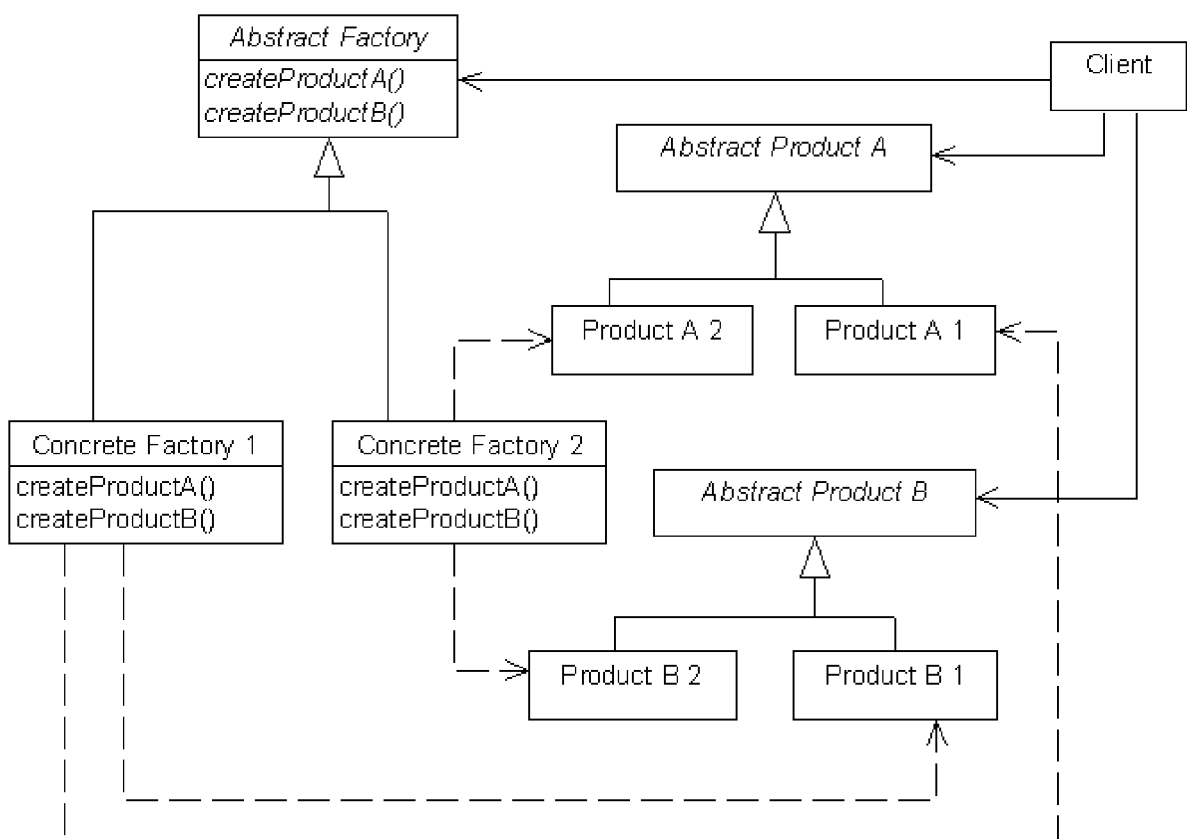 Abstract Factory
createProductA()
createProductB()
Client
Abstract Product A
Product A 2
Product A 1
Concrete Factory 1
createProductA()
createProductB()
Concrete Factory 2
createProductA()
createProductB()
Abstract Product B
Product B 2
Product B 1